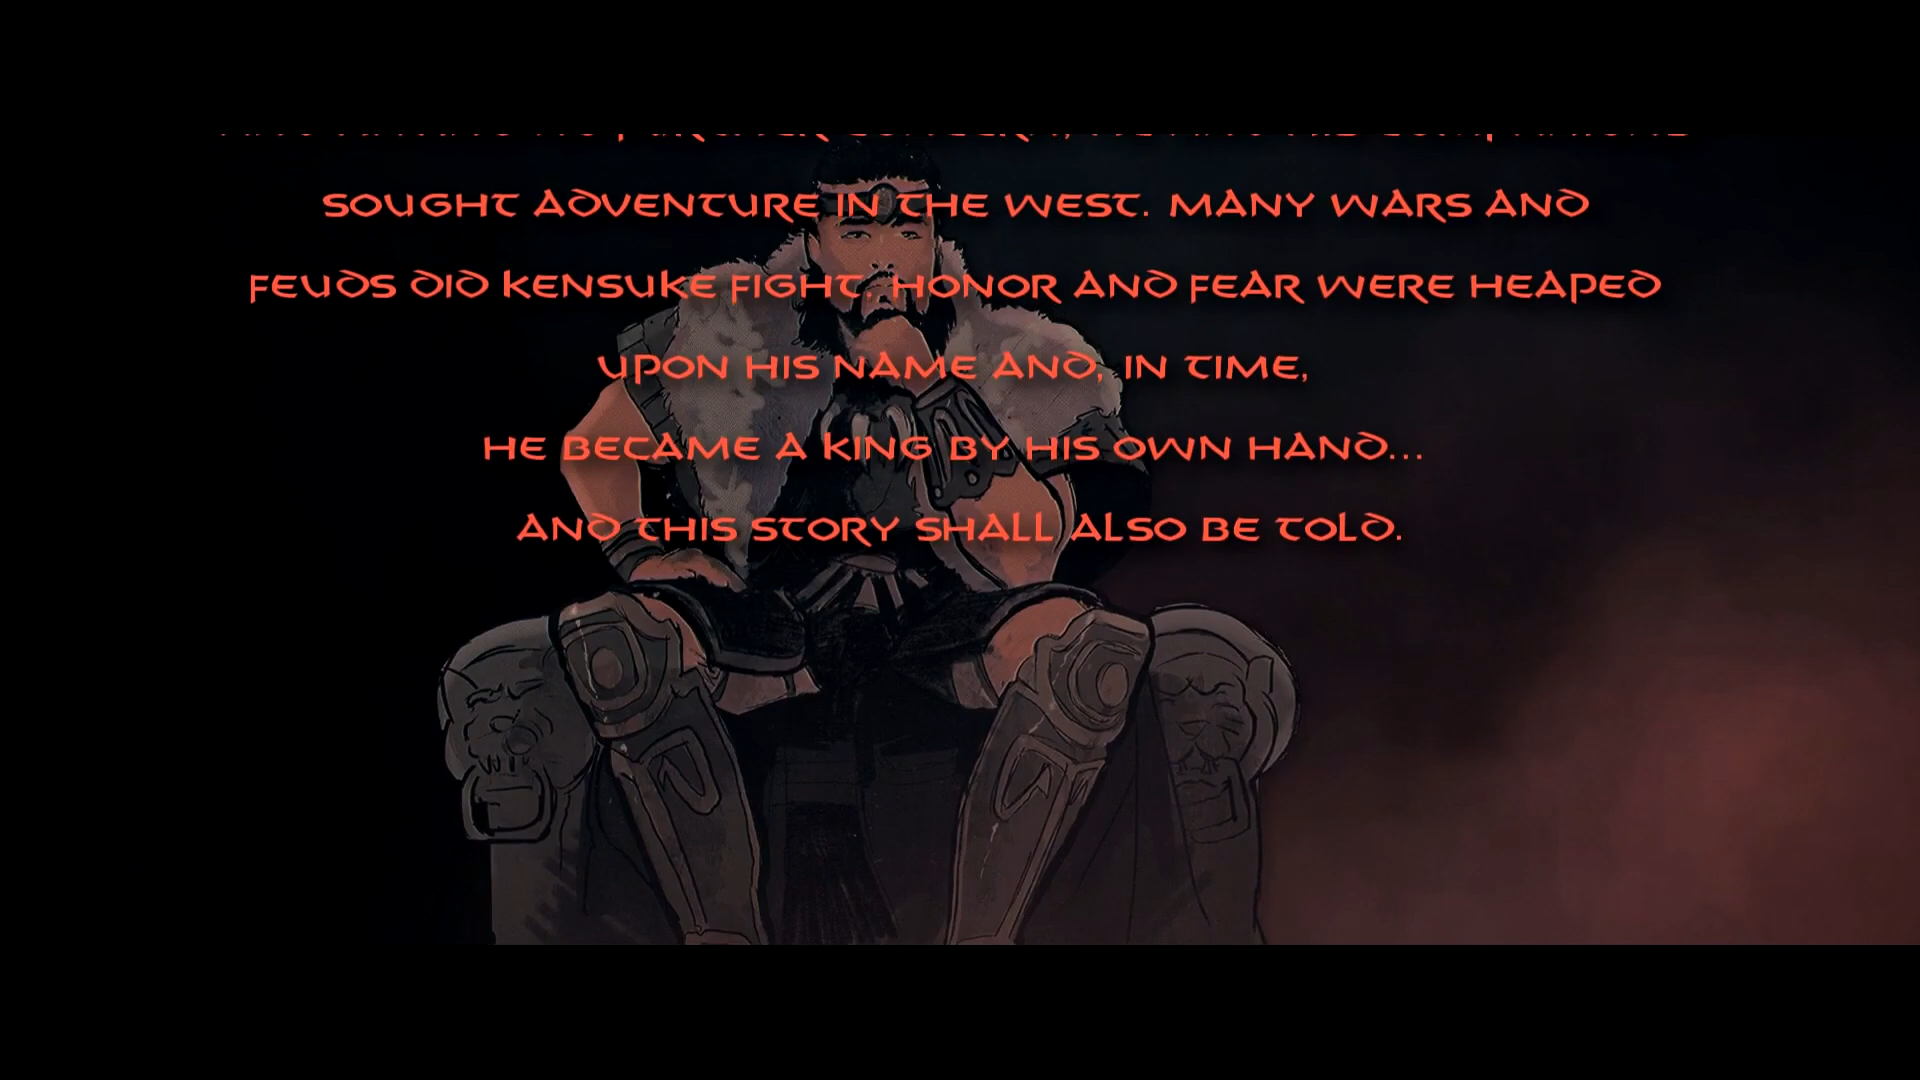 SOUGHT ADVENTURE IN THE WEST. MANY WARS AND
FEUDS DID KENSUKE FIGHT, HONOR AND FEAR WERE HEAPED
UPON HIS NAME AND, IN TIME,
HE BECAME A KING BY HIS OWN HAND...
AND THIS STORY SHALL ALSO BE TOLD.